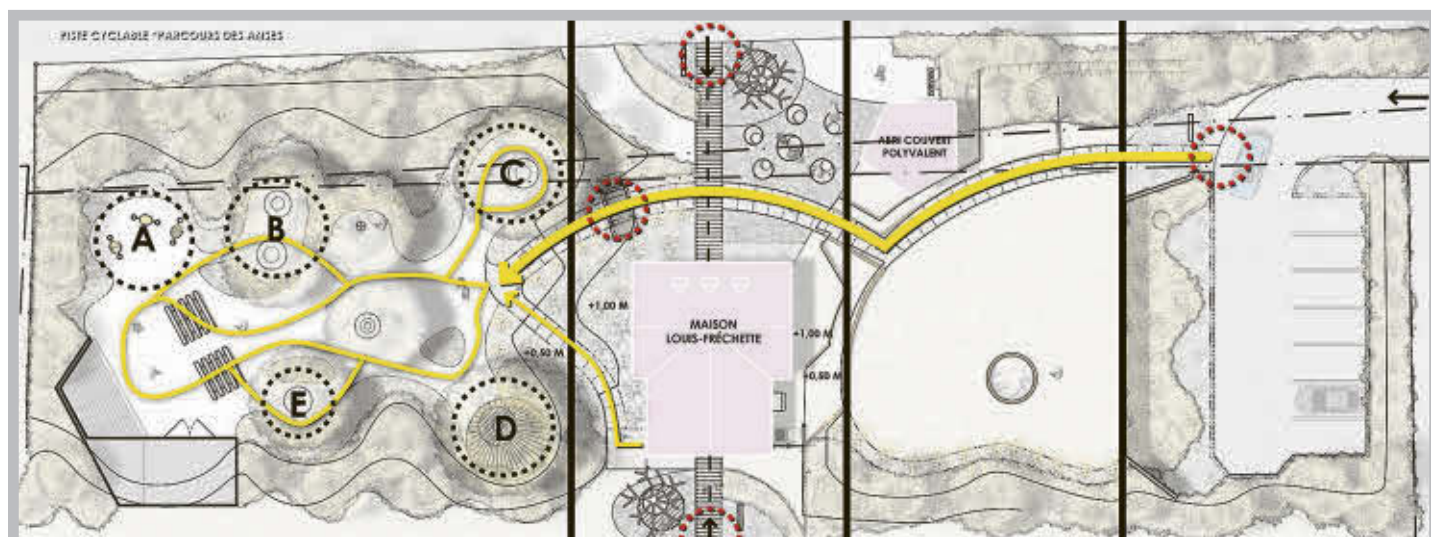 PISTE CYCLABLE "PARCOURS DES ANSES"
ABRI COUVERT
POLYVALENT
C
A
B
+1,00 M
MAISON
LOUIS-FRÉCHETTE
+1,00 M
+0,50 M
+0,50 M
E
D